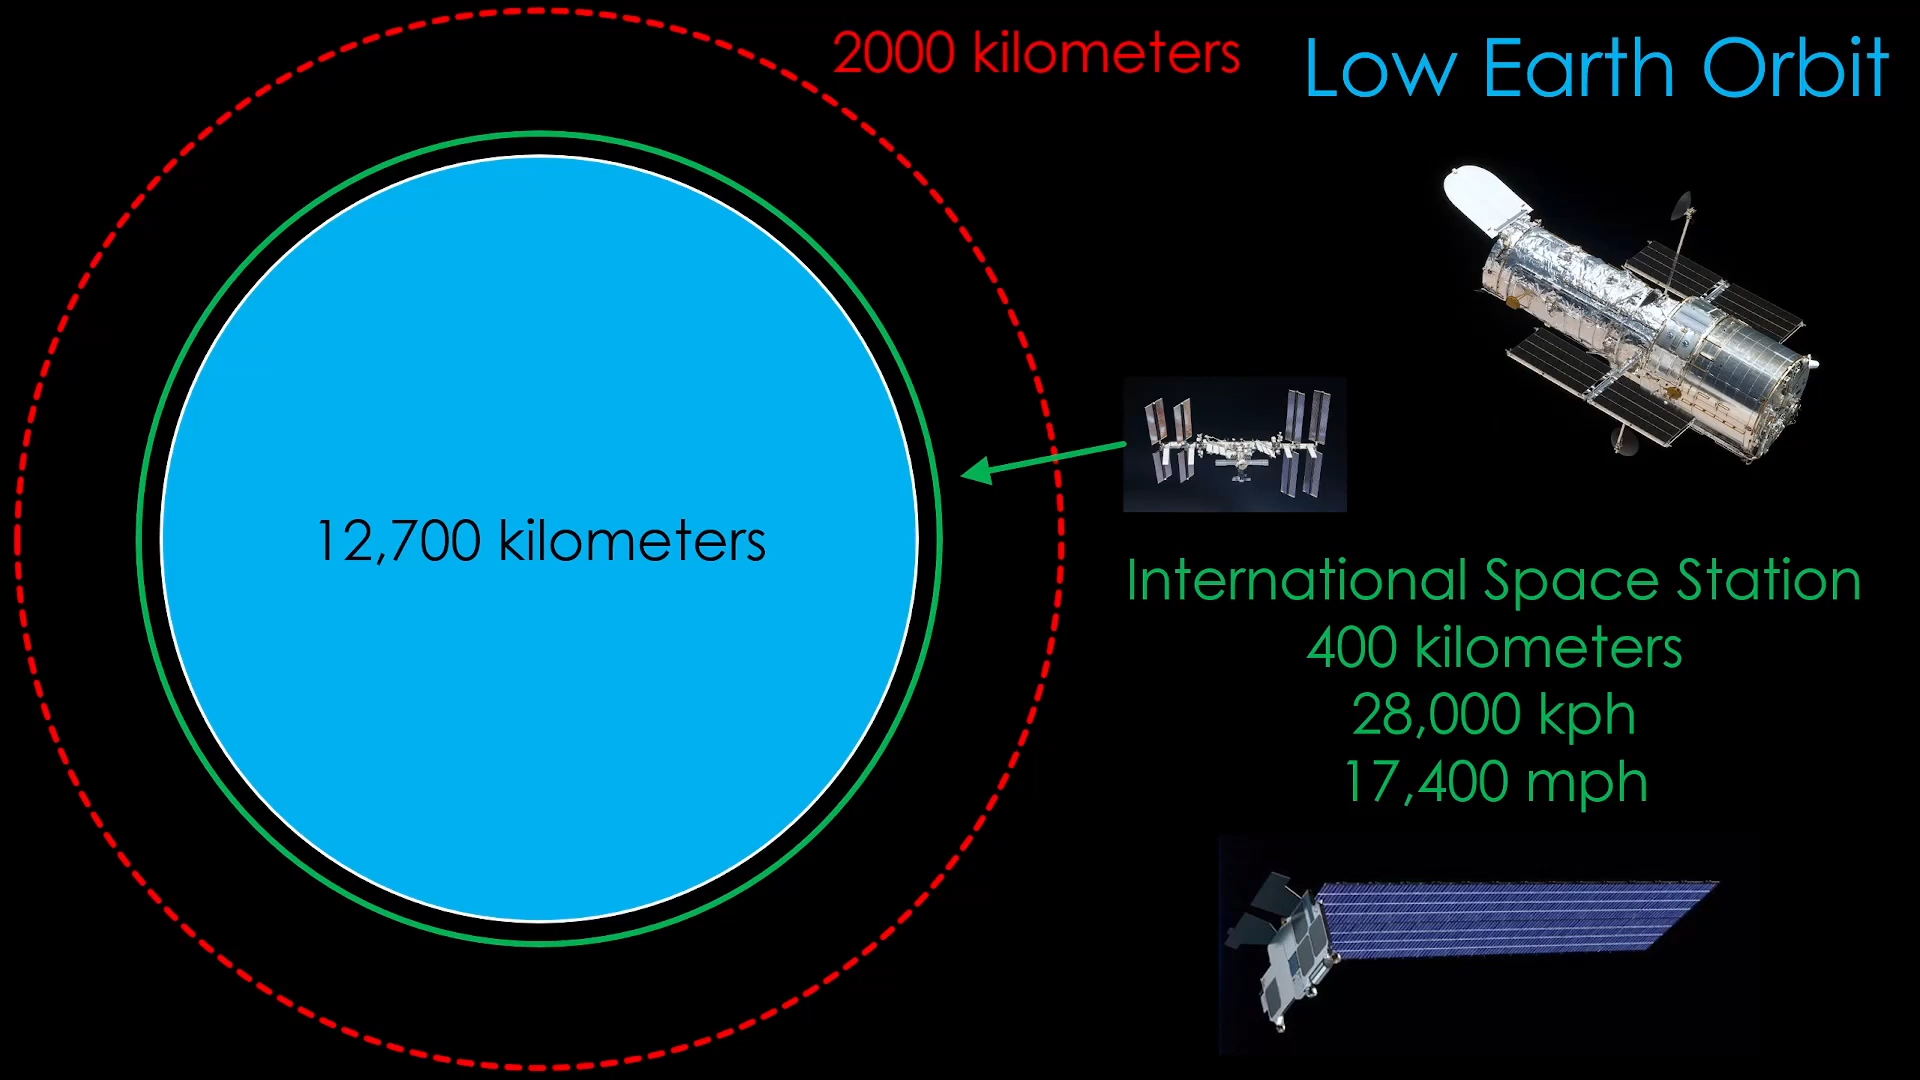 2000 kilometers
Low Earth Orbit
12,700 kilometers
International Space Station
400 kilometers
28,000 kph
17,400 mph